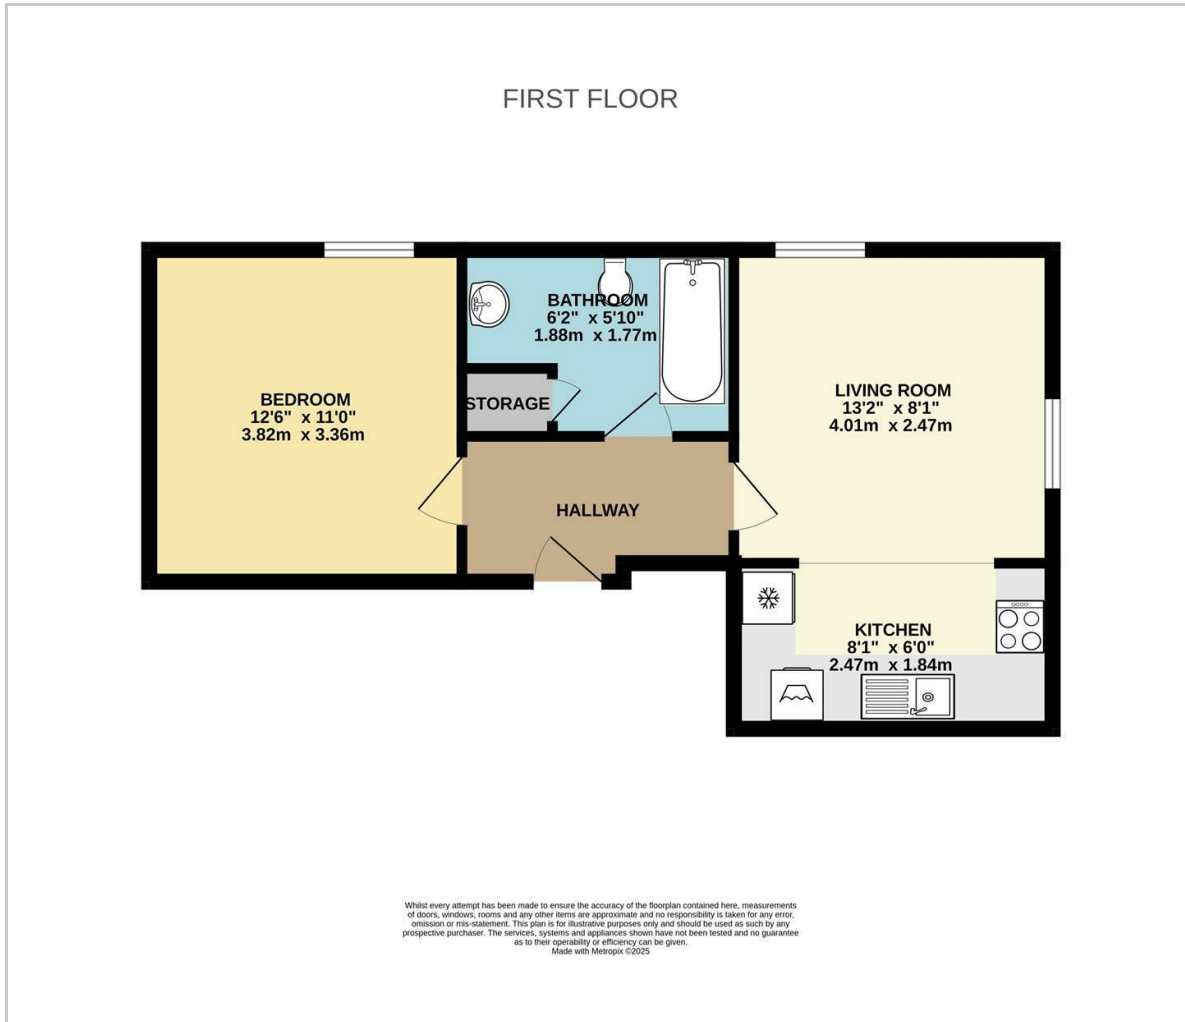 FIRST FLOOR
BATHROOM
6'2" x 5'10"
1.88m x 1.77m
BEDROOM
12'6" x 11'0"
3.82m x 3.36m
STORAGE
LIVING ROOM
13'2" x 8'1"
4.01m x 2.47m
HALLWAY
KITCHEN
8'1" x 6'0"
2.47m x 1.84m
Whilst every attempt has been made to ensure the accuracy of the floorplan contained here, measurements
of doors, windows, rooms and any other items are approximate and no responsibility is taken for any error,
omission or mis-statement. This plan is for illustrative purposes only and should be used as such by any
prospective purchaser. The services, systems and appliances shown have not been tested and no guarantee
as to their operability or efficiency can be given.
Made with Metropix ©2025